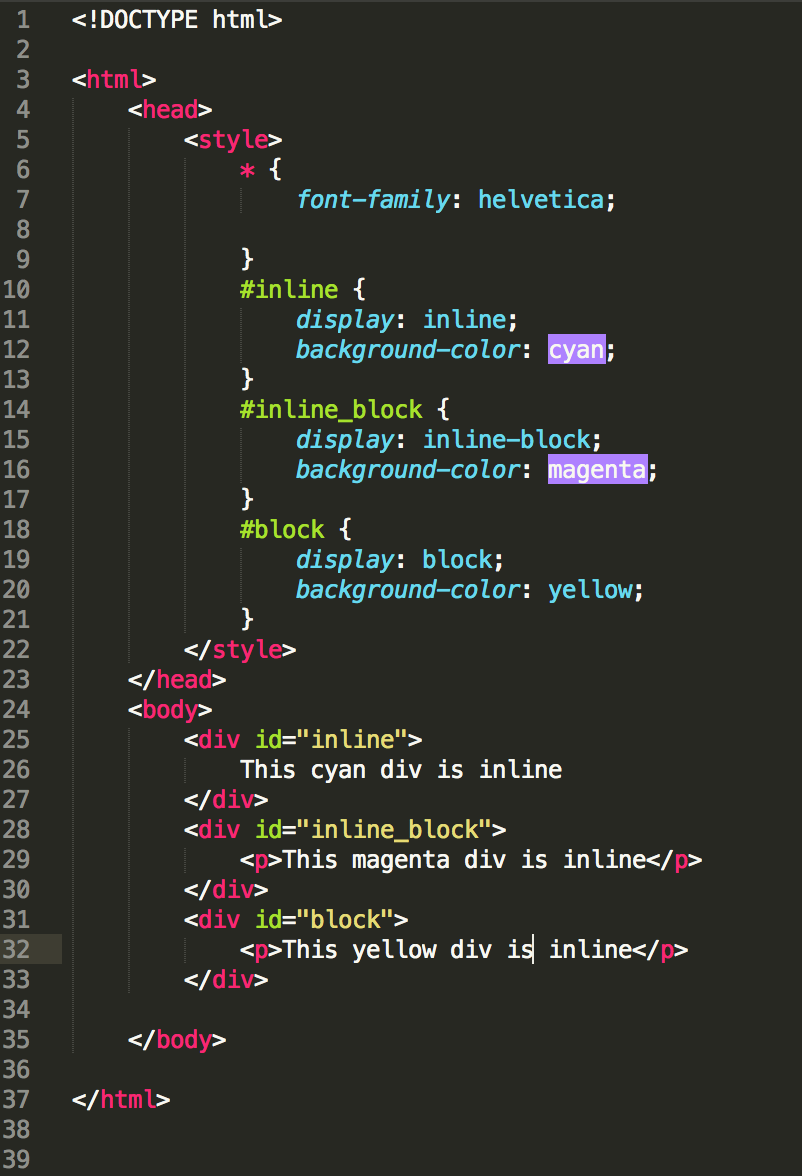 1 <!DOCTYPE html>
2
3 <html>
4     <head>
5         <style>
6             * {
7                 font-family: helvetica;
8
9             }
10             #inline {
11                 display: inline;
12                 background-color: cyan;
13             }
14             #inline_block {
15                 display: inline-block;
16                 background-color: magenta;
17             }
18             #block {
19                 display: block;
20                 background-color: yellow;
21             }
22         </style>
23     </head>
24     <body>
25         <div id="inline">
26             This cyan div is inline
27         </div>
28         <div id="inline_block">
29             <p>This magenta div is inline</p>
30         </div>
31         <div id="block">
32             <p>This yellow div is inline</p>
33         </div>
34
35     </body>
36
37 </html>
38
39